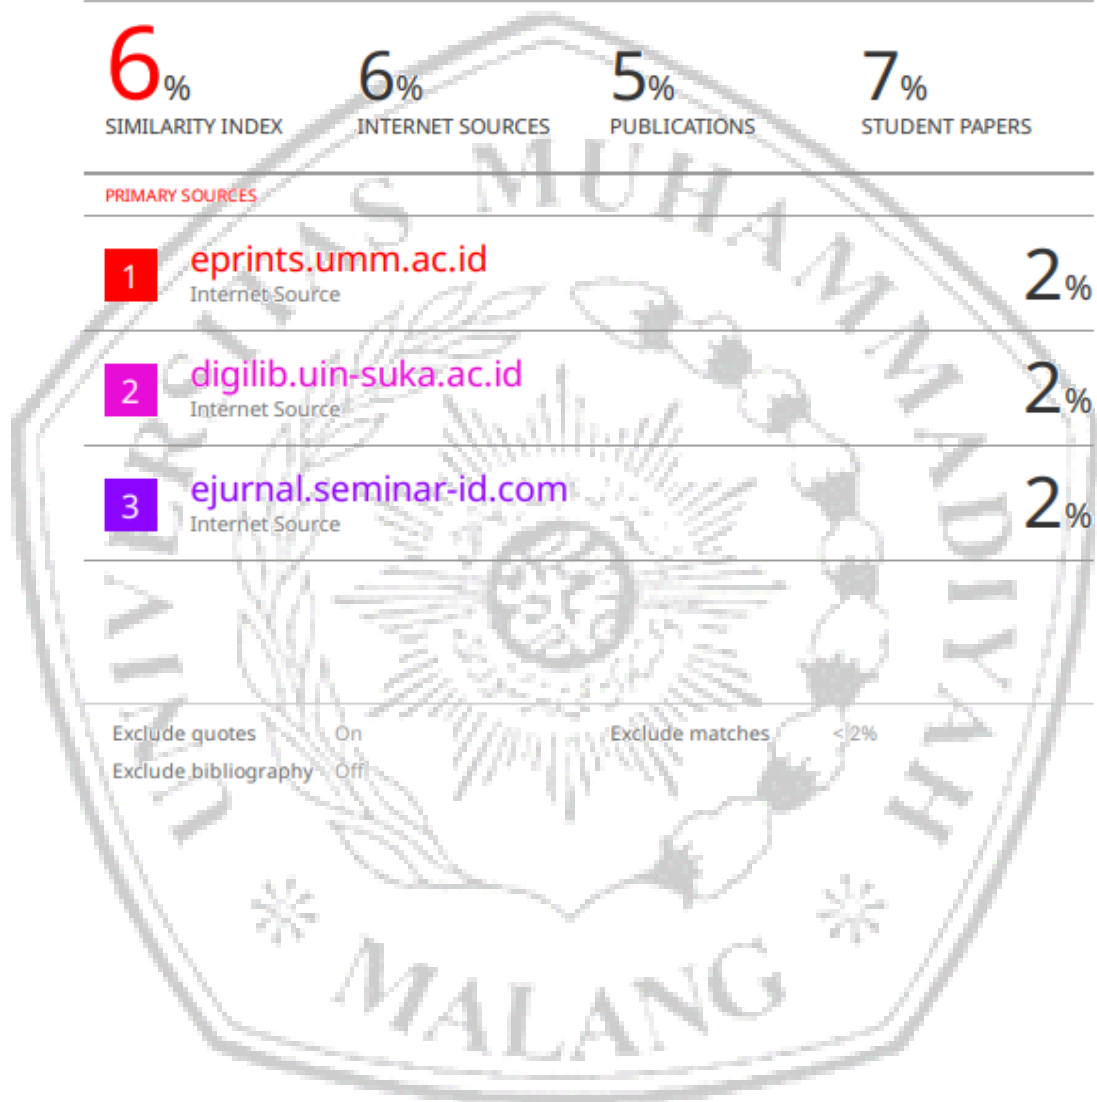 6% 6% 5% 7%
SIMILARITY INDEX INTERNET SOURCES PUBLICATIONS STUDENT PAPERS
PRIMARY SOURCES
1 eprints.umm.ac.id 2%
Internet Source
2 digilib.uin-suka.ac.id 2%
Internet Source
3 ejurnal.seminar-id.com 2%
Internet Source
Exclude quotes On Exclude matches < 2%
Exclude bibliography Off
UNIVERSITAS MUHAMMADIYAH
MALANG